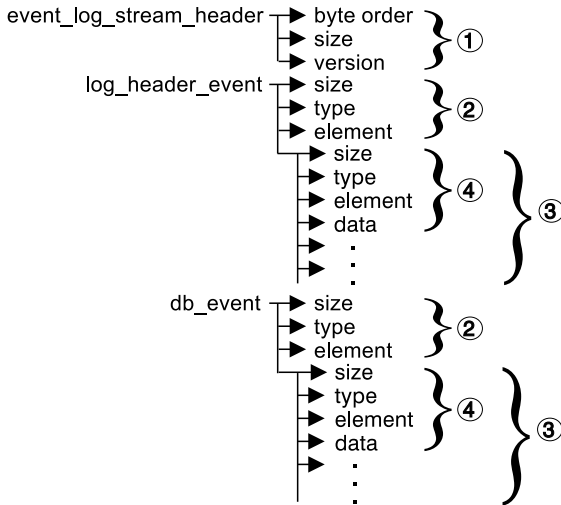 event_log_stream_header byte order
size ①
version
log_header_event size
type ②
element
size
type
element ④ ③
data
.
.
.
db_event size
type ②
element
size
type
element ④ ③
data
.
.
.